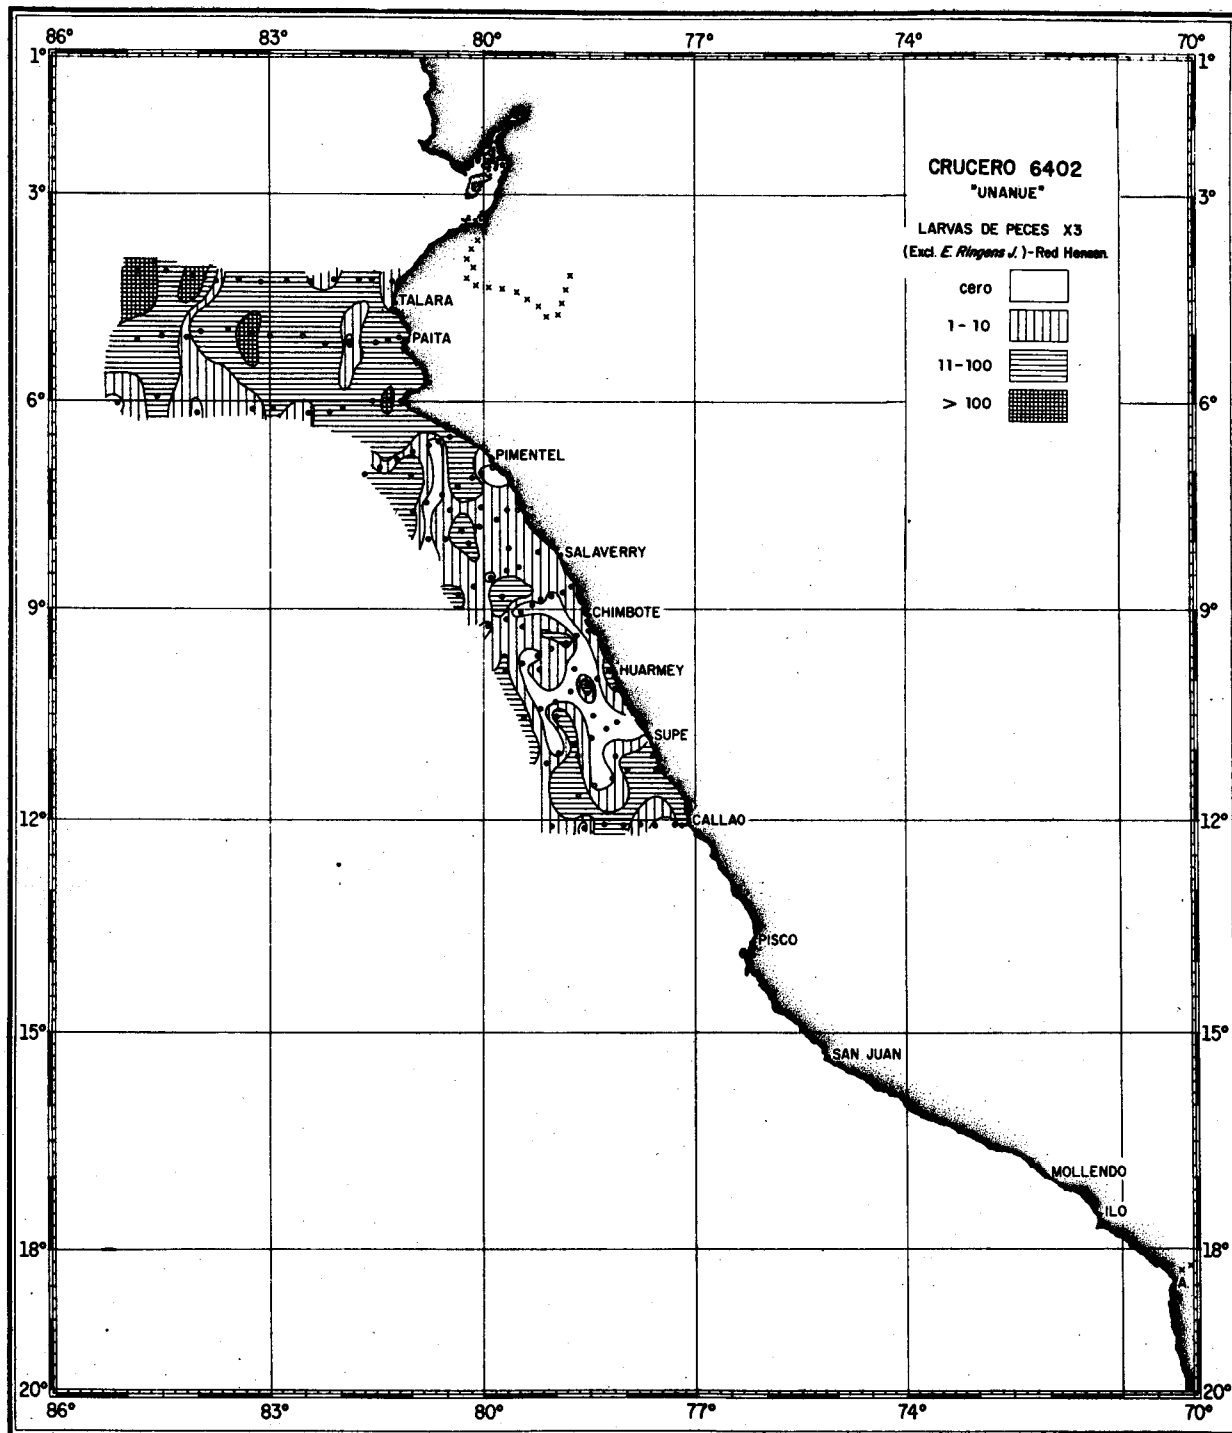 86° 83° 80° 77° 74° 70°
1° 1°
CRUCERO 6402
"UNANUE"
3° 3°
LARVAS DE PECES X3
(Excl. E. Ringens J.)-Red Hensen
cero
1-10
11-100
> 100
TALARA
PAITA
6° 6°
PIMENTEL
SALAVERRY
9° 9°
CHIMBOTE
HUARMEY
SUPE
12° 12°
CALLAO
PISCO
15° 15°
SAN JUAN
MOLLENDO
ILO
18° 18°
A.
20° 20°
86° 83° 80° 77° 74° 70°